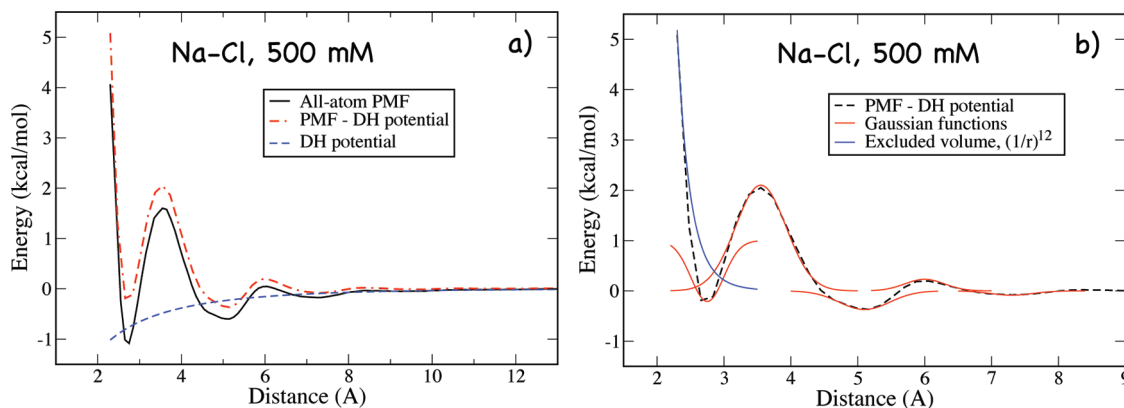 a)
Na-Cl, 500 mM
All-atom PMF
PMF - DH potential
DH potential
Energy (kcal/mol)
5
4
3
2
1
0
-1
2
4
6
8
10
12
Distance (A)
b)
Na-Cl, 500 mM
PMF - DH potential
Gaussian functions
Excluded volume, (1/r)^12
Energy (kcal/mol)
5
4
3
2
1
0
-1
2
3
4
5
6
7
8
9
Distance (A)